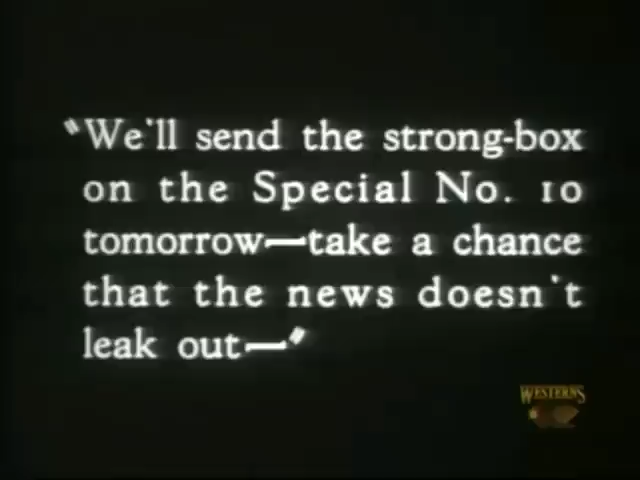 "We'll send the strong-box
on the Special No. 10
tomorrow—take a chance
that the news doesn't
leak out—"
WESTERNS